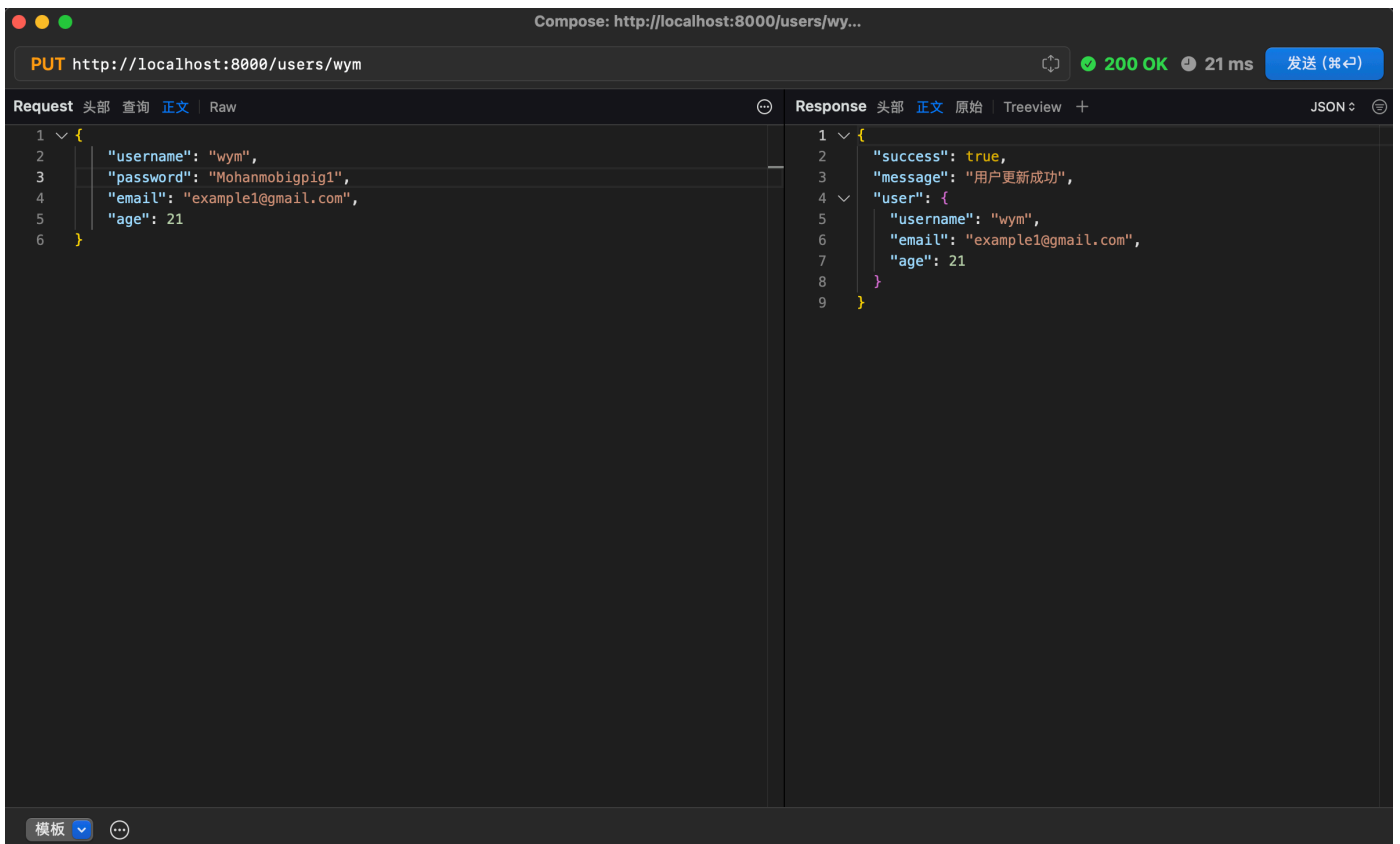 Compose: http://localhost:8000/users/wy...
PUT http://localhost:8000/users/wym
200 OK 21 ms 发送 (⌘↩)
Request 头部 查询 正文 Raw
1 {
2 "username": "wym",
3 "password": "Mohanmobigpig1",
4 "email": "example1@gmail.com",
5 "age": 21
6 }
Response 头部 正文 原始 Treeview + JSON
1 {
2 "success": true,
3 "message": "用户更新成功",
4 "user": {
5 "username": "wym",
6 "email": "example1@gmail.com",
7 "age": 21
8 }
9 }
模板